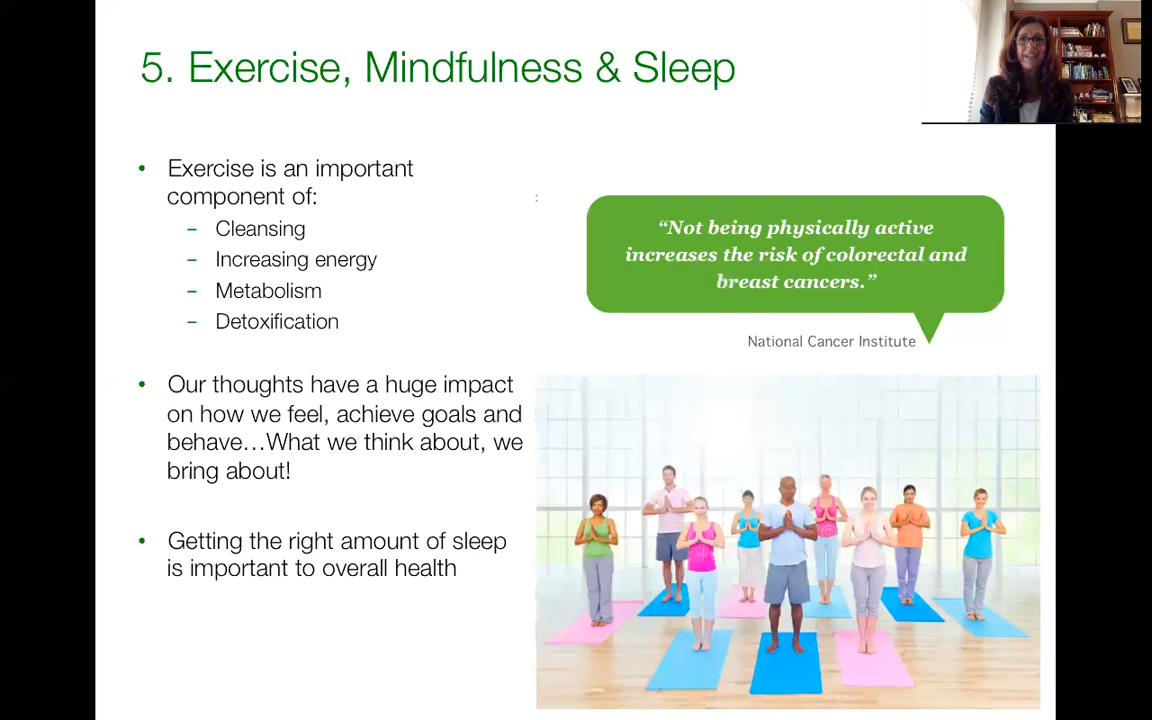 5. Exercise, Mindfulness & Sleep
• Exercise is an important
component of:
– Cleansing
– Increasing energy
– Metabolism
– Detoxification
• Our thoughts have a huge impact
on how we feel, achieve goals and
behave…What we think about, we
bring about!
• Getting the right amount of sleep
is important to overall health
:
“Not being physically active
increases the risk of colorectal and
breast cancers.”
National Cancer Institute